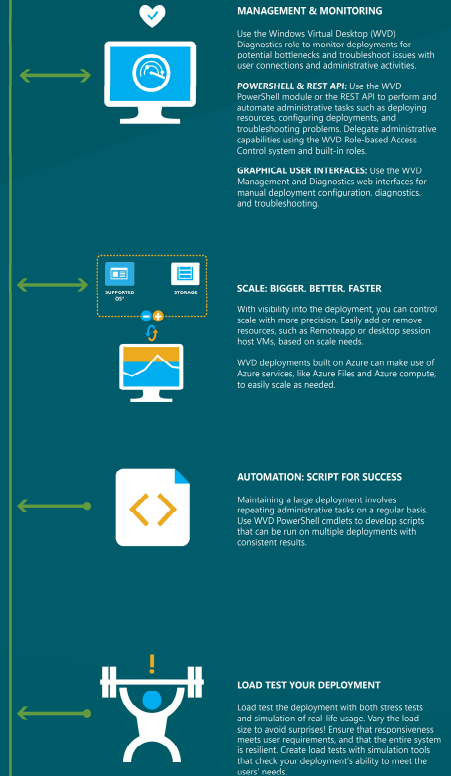 MANAGEMENT & MONITORING
Use the Windows Virtual Desktop (WVD)
Diagnostics role to monitor deployments for
potential bottlenecks and troubleshoot issues with
user connections and administrative activities.
POWERSHELL & REST API: Use the WVD
PowerShell module or the REST API to perform and
automate administrative tasks such as deploying
resources, configuring deployments, and
troubleshooting problems. Delegate administrative
capabilities using the WVD Role-based Access
Control system and built-in roles.
GRAPHICAL USER INTERFACES: Use the WVD
Management and Diagnostics web interfaces for
manual deployment configuration, diagnostics,
and troubleshooting.
SUPPORTED
OS*
STORAGE
SCALE: BIGGER. BETTER. FASTER
With visibility into the deployment, you can control
scale with more precision. Easily add or remove
resources, such as Remoteapp or desktop session
host VMs, based on scale needs.
WVD deployments built on Azure can make use of
Azure services, like Azure Files and Azure compute,
to easily scale as needed.
AUTOMATION: SCRIPT FOR SUCCESS
Maintaining a large deployment involves
repeating administrative tasks on a regular basis.
Use WVD PowerShell cmdlets to develop scripts
that can be run on multiple deployments with
consistent results.
LOAD TEST YOUR DEPLOYMENT
Load test the deployment with both stress tests
and simulation of real life usage. Vary the load
size to avoid surprises! Ensure that responsiveness
meets user requirements, and that the entire system
is resilient. Create load tests with simulation tools
that check your deployment's ability to meet the
users' needs.